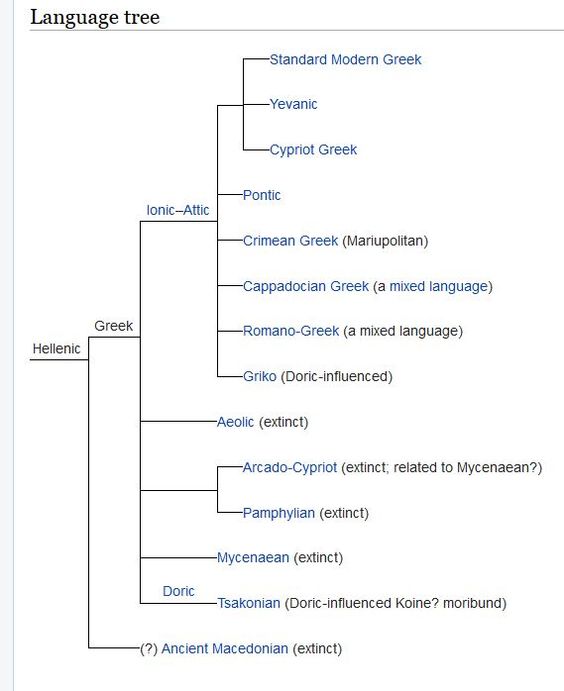 Language tree
Standard Modern Greek
Yevanic
Cypriot Greek
Pontic
Ionic–Attic
Crimean Greek (Mariupolitan)
Cappadocian Greek (a mixed language)
Greek
Romano-Greek (a mixed language)
Hellenic
Griko (Doric-influenced)
Aeolic (extinct)
Arcado-Cypriot (extinct; related to Mycenaean?)
Pamphylian (extinct)
Mycenaean (extinct)
Doric
Tsakonian (Doric-influenced Koine? moribund)
(?) Ancient Macedonian (extinct)